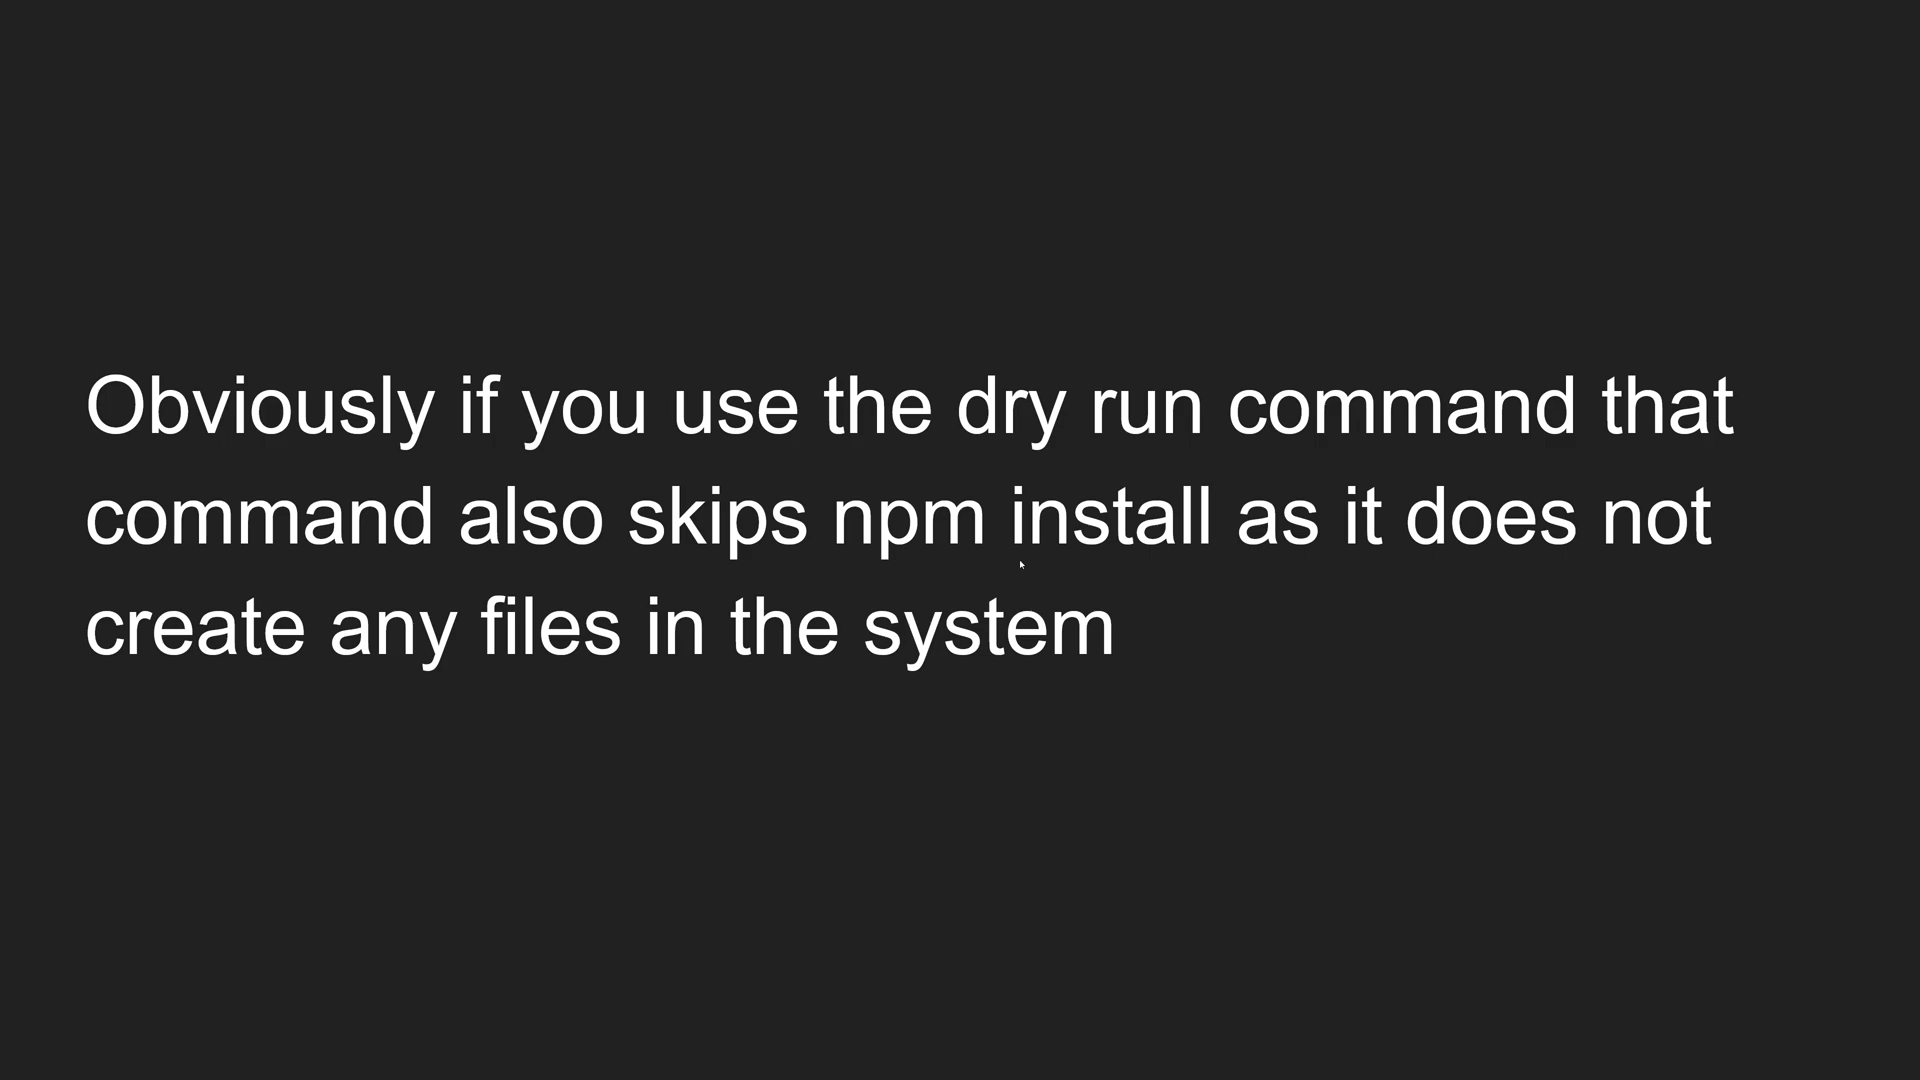 Obviously if you use the dry run command that
command also skips npm install as it does not
create any files in the system